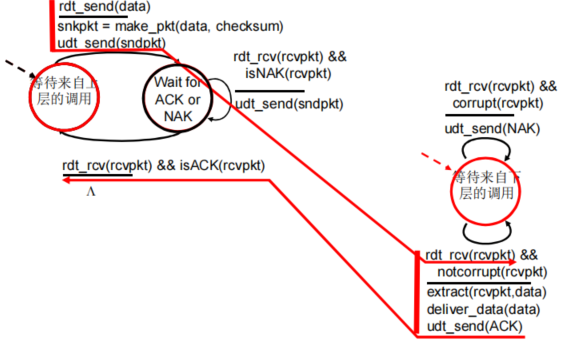 rdt_send(data)
snkpkt = make_pkt(data, checksum)
udt_send(sndpkt)
等待来自上
层的调用
Wait for
ACK or
NAK
rdt_rcv(rcvpkt) &&
isNAK(rcvpkt)
udt_send(sndpkt)
rdt_rcv(rcvpkt) && isACK(rcvpkt)
Λ
rdt_rcv(rcvpkt) &&
corrupt(rcvpkt)
udt_send(NAK)
等待来自下
层的调用
rdt_rcv(rcvpkt) &&
notcorrupt(rcvpkt)
extract(rcvpkt,data)
deliver_data(data)
udt_send(ACK)